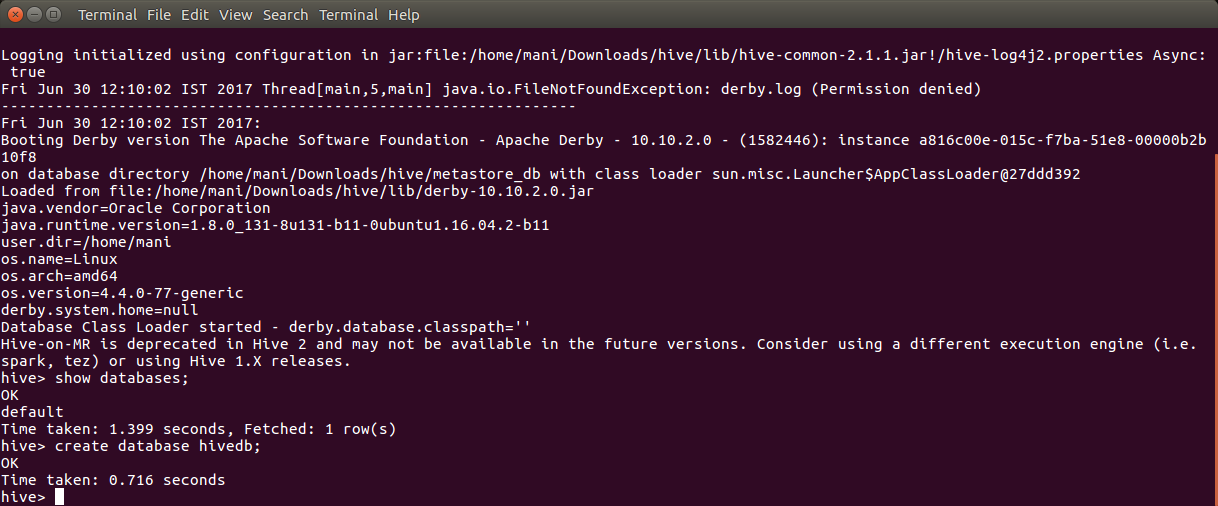 Terminal File Edit View Search Terminal Help
Logging initialized using configuration in jar:file:/home/mani/Downloads/hive/lib/hive-common-2.1.1.jar!/hive-log4j2.properties Async:
 true
Fri Jun 30 12:10:02 IST 2017 Thread[main,5,main] java.io.FileNotFoundException: derby.log (Permission denied)
----------------------------------------------------------------
Fri Jun 30 12:10:02 IST 2017:
Booting Derby version The Apache Software Foundation - Apache Derby - 10.10.2.0 - (1582446): instance a816c00e-015c-f7ba-51e8-00000b2b
10f8
on database directory /home/mani/Downloads/hive/metastore_db with class loader sun.misc.Launcher$AppClassLoader@27ddd392
Loaded from file:/home/mani/Downloads/hive/lib/derby-10.10.2.0.jar
java.vendor=Oracle Corporation
java.runtime.version=1.8.0_131-8u131-b11-0ubuntu1.16.04.2-b11
user.dir=/home/mani
os.name=Linux
os.arch=amd64
os.version=4.4.0-77-generic
derby.system.home=null
Database Class Loader started - derby.database.classpath=''
Hive-on-MR is deprecated in Hive 2 and may not be available in the future versions. Consider using a different execution engine (i.e.
spark, tez) or using Hive 1.X releases.
hive> show databases;
OK
default
Time taken: 1.399 seconds, Fetched: 1 row(s)
hive> create database hivedb;
OK
Time taken: 0.716 seconds
hive>